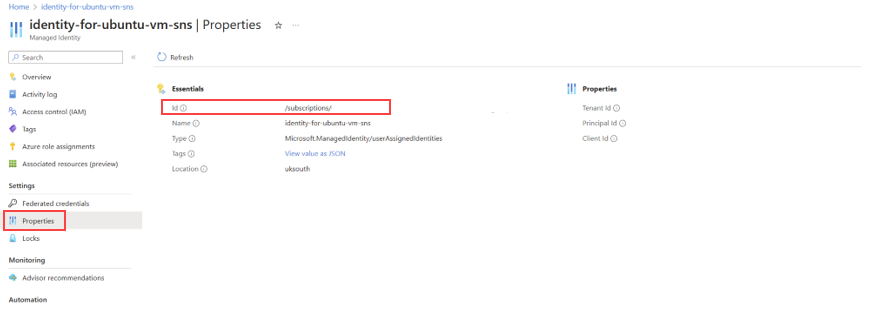 Home > identity-for-ubuntu-vm-sns
identity-for-ubuntu-vm-sns | Properties ☆ ...
Managed Identity
Search «
Overview
Activity log
Access control (IAM)
Tags
Azure role assignments
Associated resources (preview)
Settings
Federated credentials
Properties
Locks
Monitoring
Advisor recommendations
Automation
Refresh
Essentials
Id /subscriptions/
Name identity-for-ubuntu-vm-sns
Type Microsoft.ManagedIdentity/userAssignedIdentities
Tags View value as JSON
Location uksouth
Properties
Tenant Id
Principal Id
Client Id